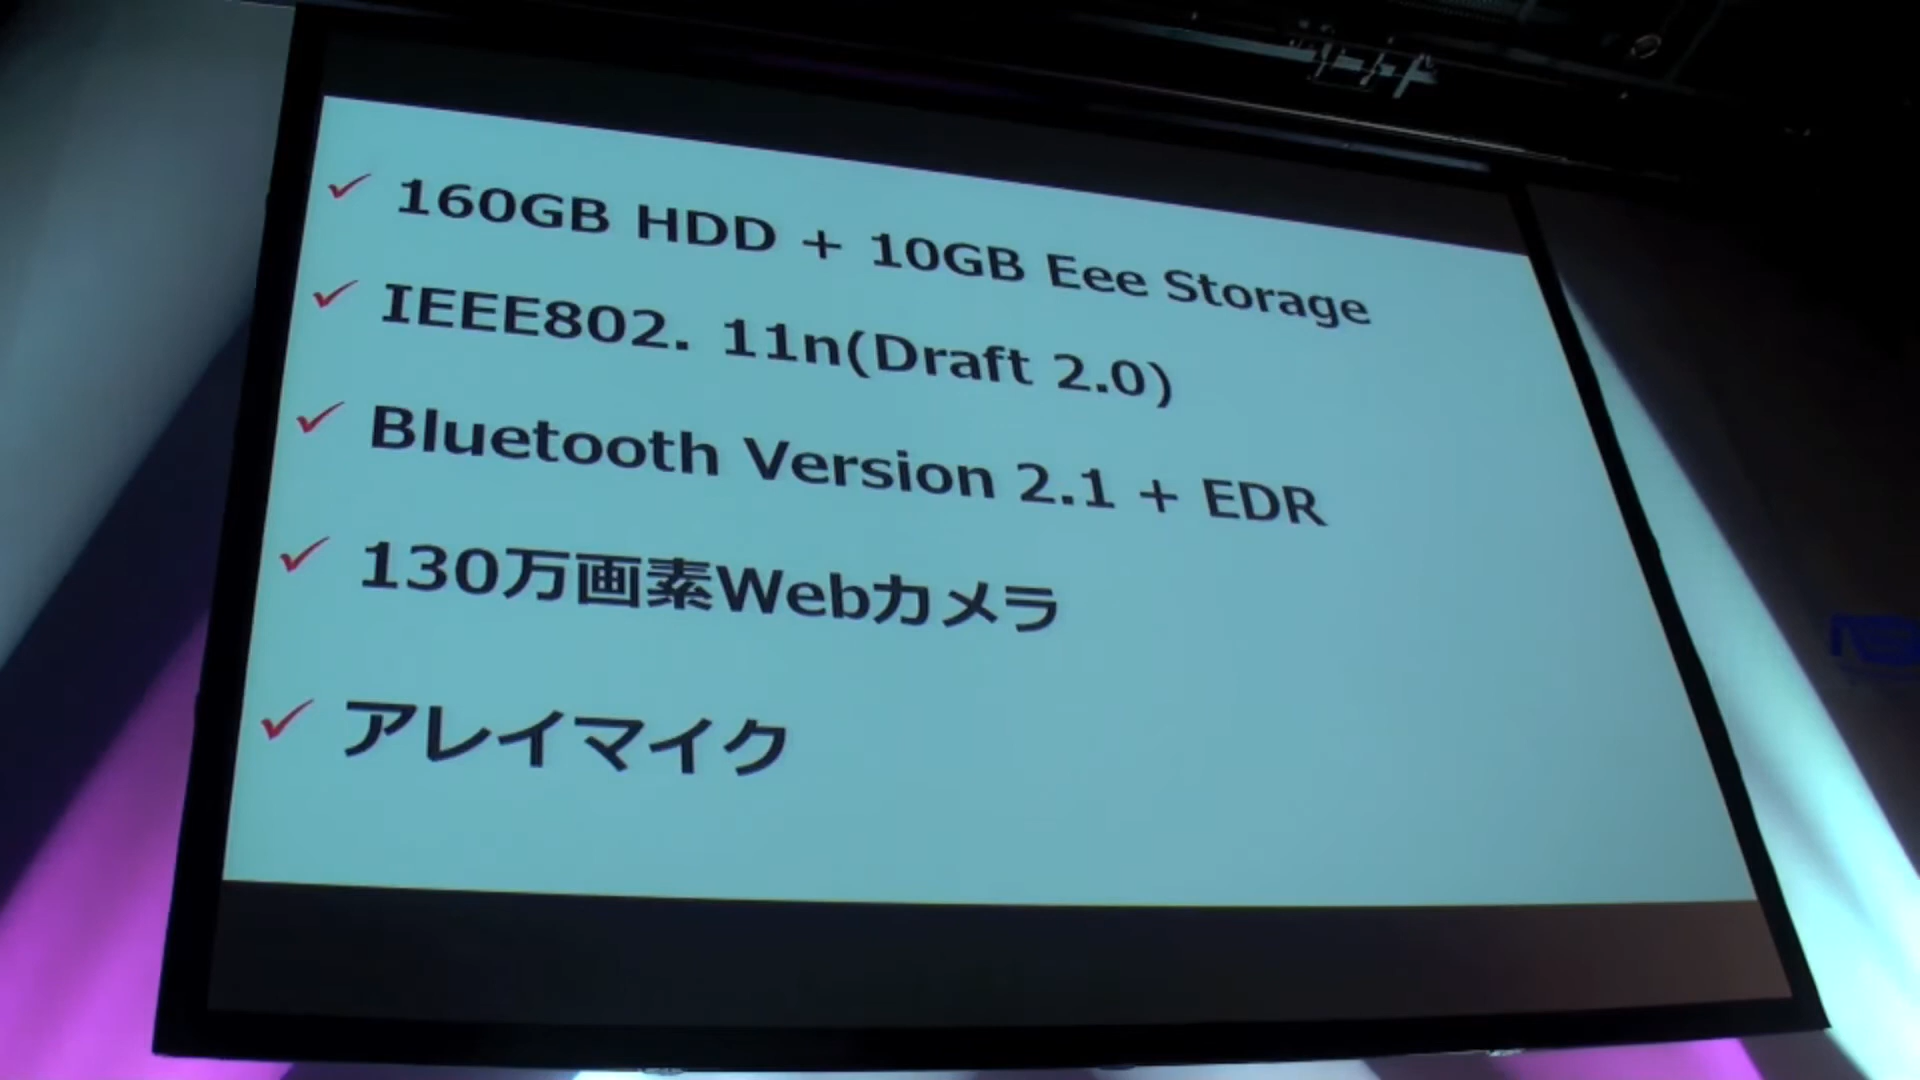 160GB HDD + 10GB Eee Storage
IEEE802. 11n(Draft 2.0)
Bluetooth Version 2.1 + EDR
130万画素Webカメラ
アレイマイク